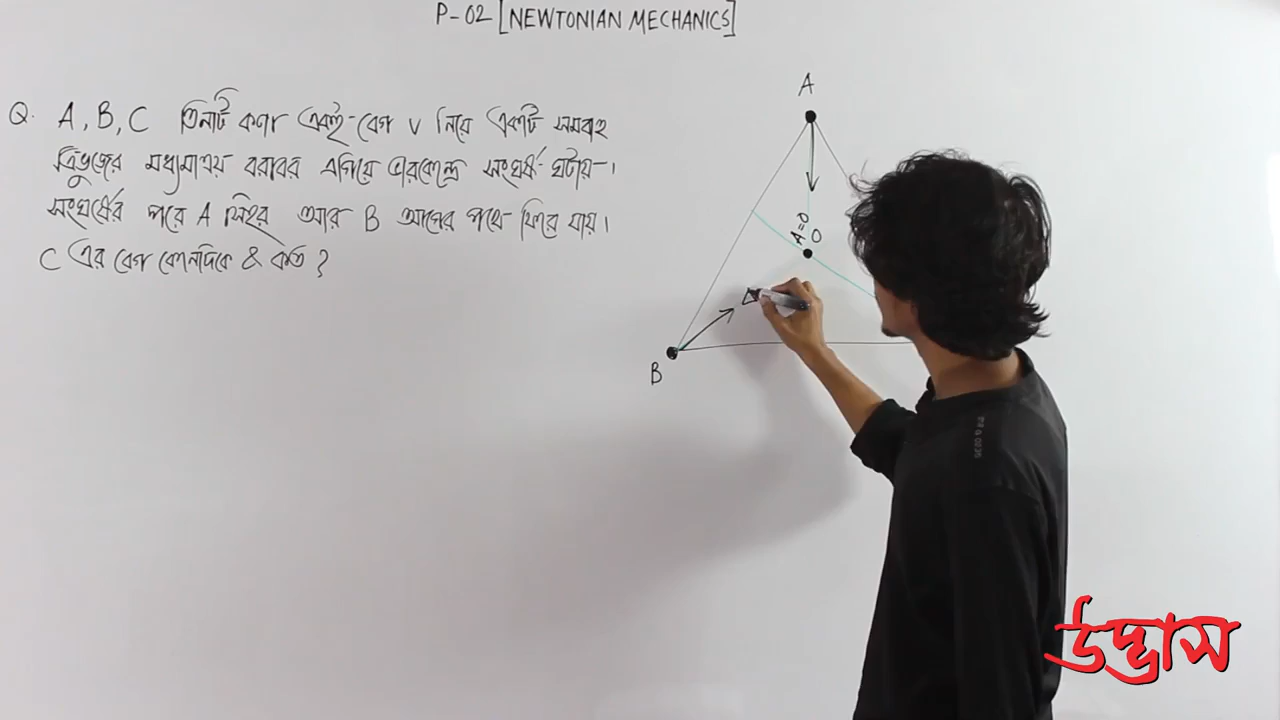 P-02 [NEWTONIAN MECHANICS]
Q. A, B, C তিনটি কণা একই বেগ v নিয়ে একটি সমবাহু
ত্রিভুজের মধ্যমাত্রয় বরাবর এগিয়ে ভারকেন্দ্রে সংঘর্ষ ঘটায়।
সংঘর্ষের পরে A স্থির আর B আগের পথে ফিরে যায়।
C এর বেগ কোনদিকে & কত ?
A
A=0
O
B
উদ্ভাস